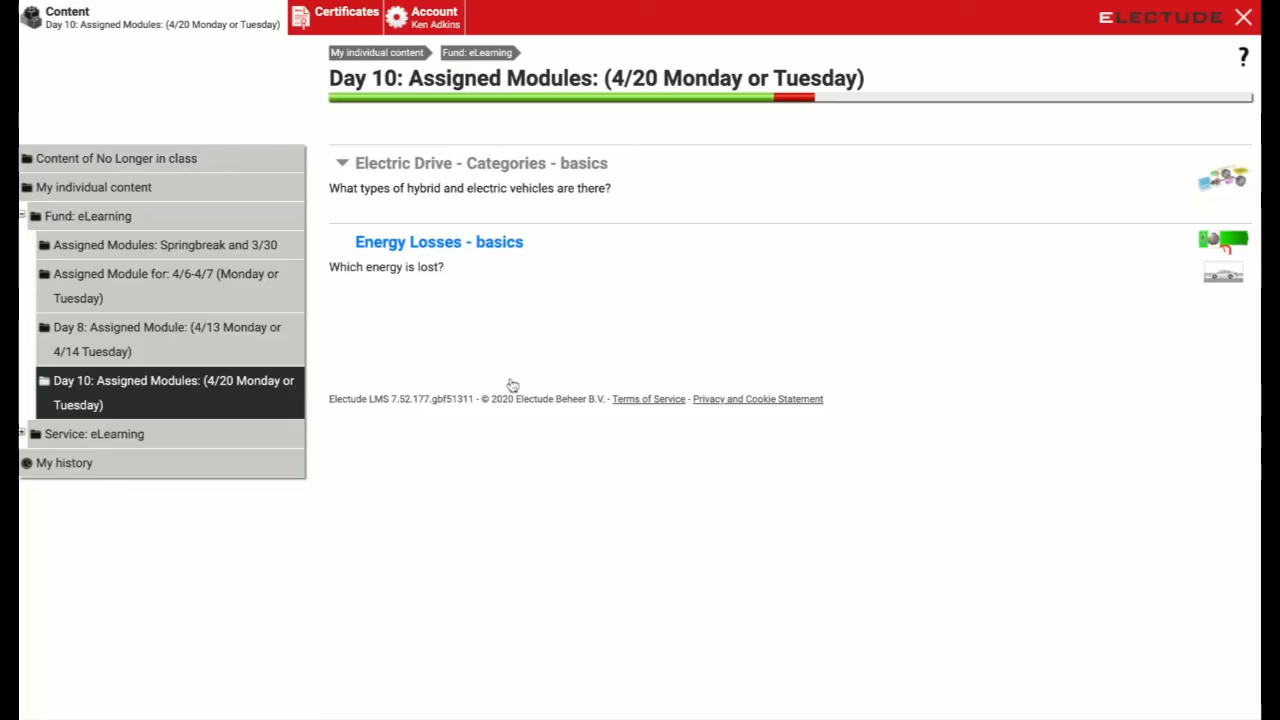 Content
Day 10: Assigned Modules: (4/20 Monday or Tuesday)
Certificates
Account
Ken Adkins
ELECTUDE
My individual content
Fund: eLearning
?
Day 10: Assigned Modules: (4/20 Monday or Tuesday)
Content of No Longer in class
My individual content
Fund: eLearning
Assigned Modules: Springbreak and 3/30
Assigned Module for: 4/6-4/7 (Monday or
Tuesday)
Day 8: Assigned Module: (4/13 Monday or
4/14 Tuesday)
Day 10: Assigned Modules: (4/20 Monday or
Tuesday)
Service: eLearning
My history
Electric Drive - Categories - basics
What types of hybrid and electric vehicles are there?
Energy Losses - basics
Which energy is lost?
Electude LMS 7.52.177.gbf51311 - © 2020 Electude Beheer B.V. - Terms of Service - Privacy and Cookie Statement